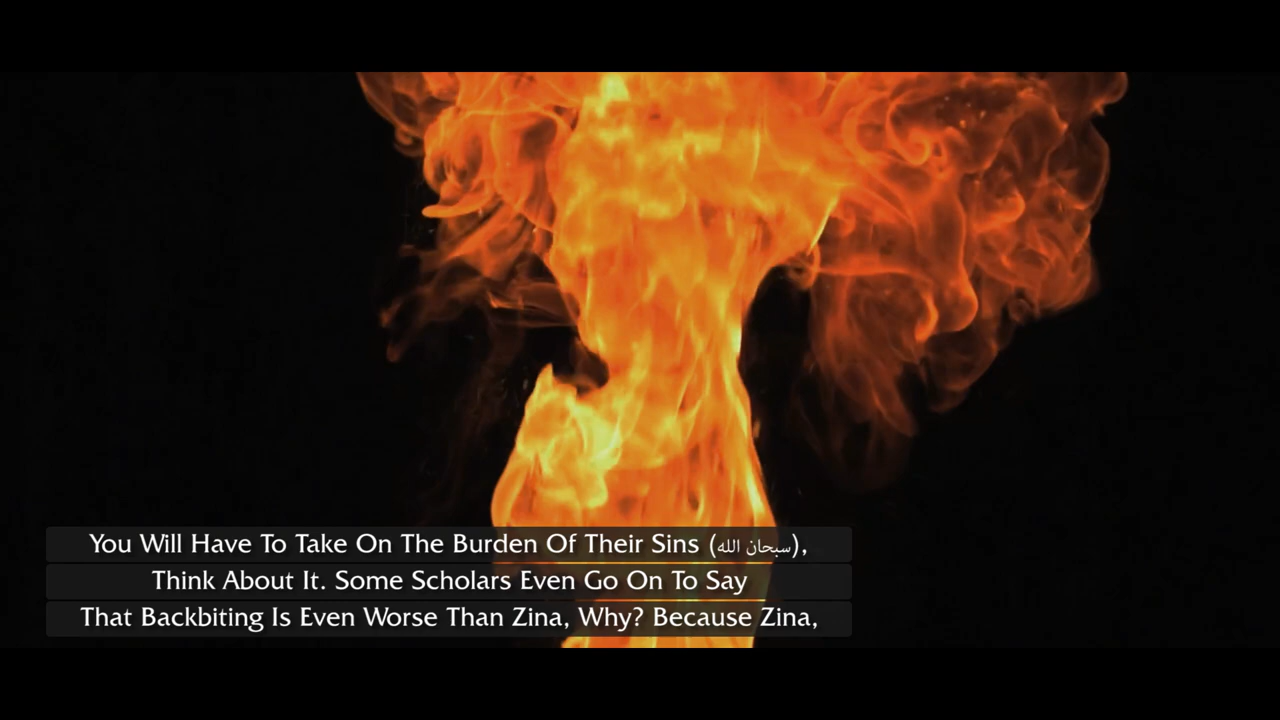 You Will Have To Take On The Burden Of Their Sins (سبحان الله),
Think About It. Some Scholars Even Go On To Say
That Backbiting Is Even Worse Than Zina, Why? Because Zina,